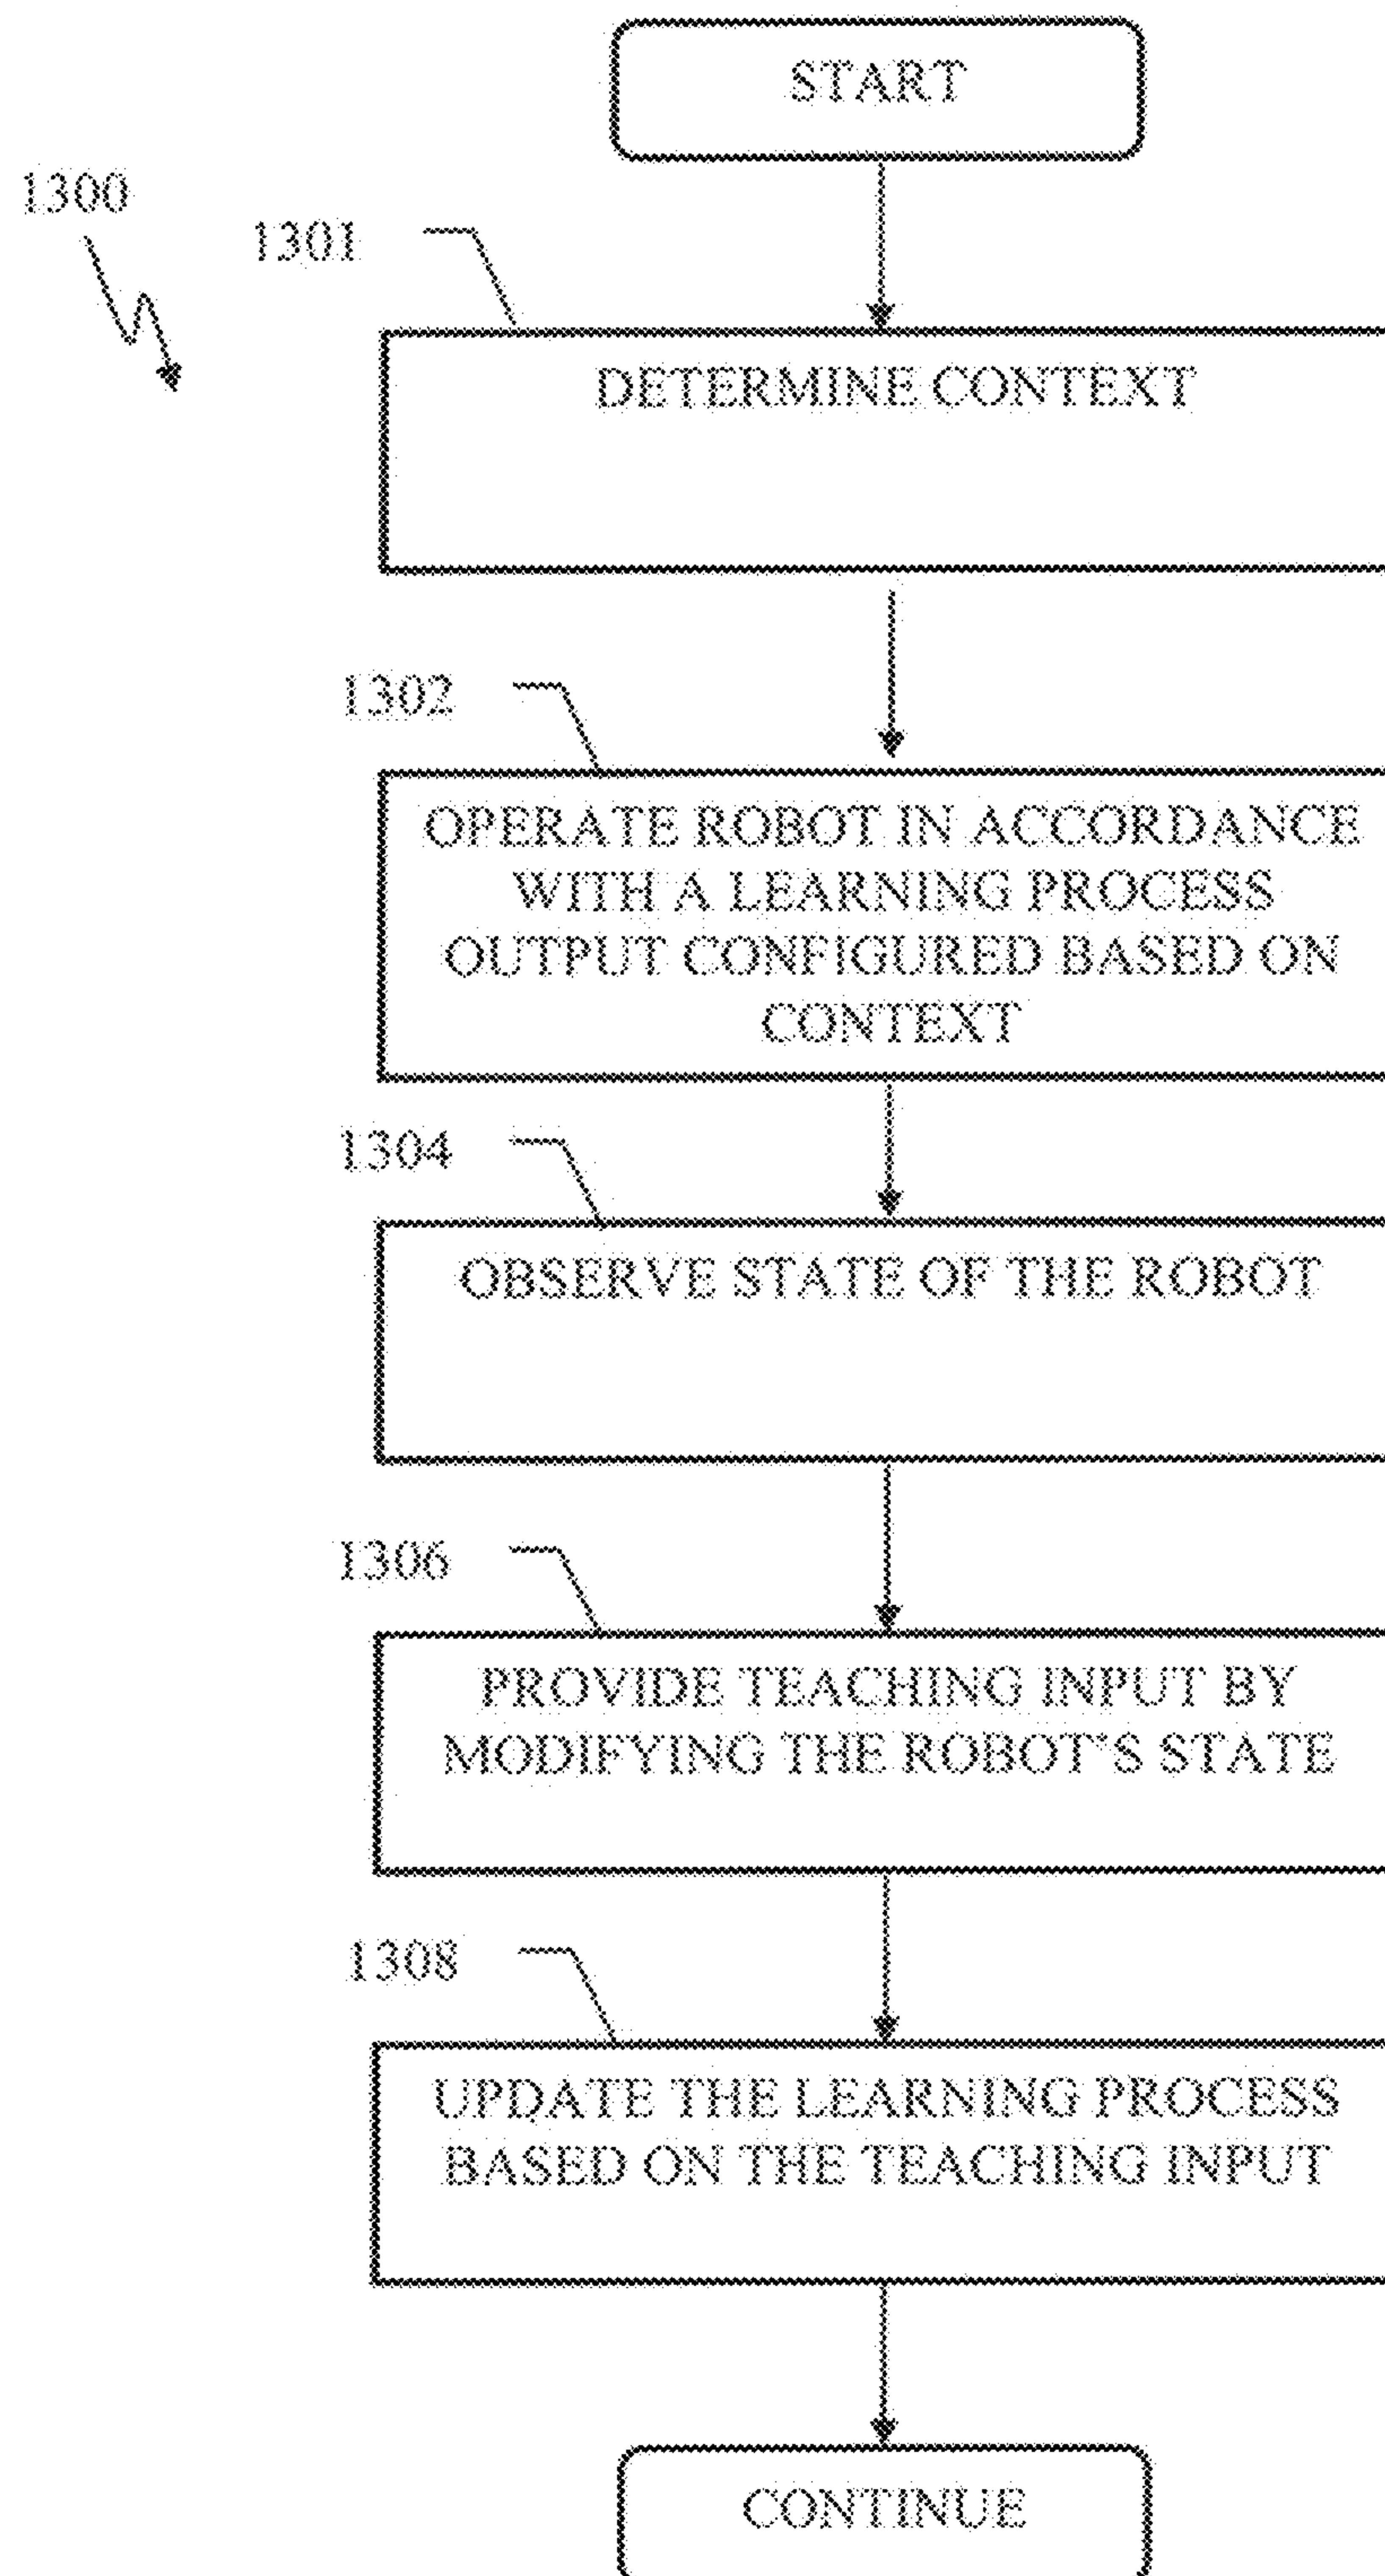 START
1300
1301
DETERMINE CONTEXT
1302
OPERATE ROBOT IN ACCORDANCE
WITH A LEARNING PROCESS
OUTPUT CONFIGURED BASED ON
CONTEXT
1304
OBSERVE STATE OF THE ROBOT
1306
PROVIDE TEACHING INPUT BY
MODIFYING THE ROBOT'S STATE
1308
UPDATE THE LEARNING PROCESS
BASED ON THE TEACHING INPUT
CONTINUE